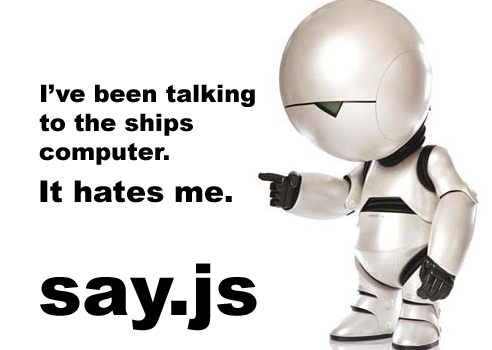 I’ve been talking
to the ships
computer.
It hates me.
say.js